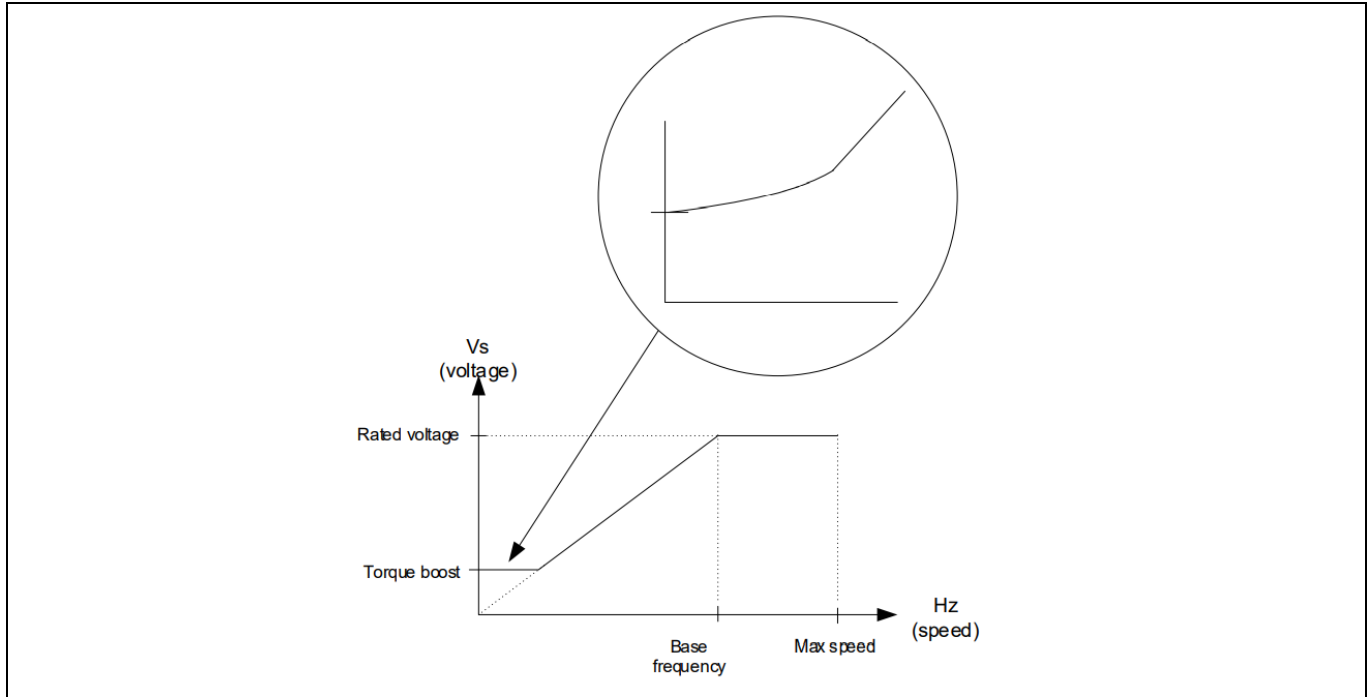 Vs
(voltage)
Rated voltage
Torque boost
Hz
(speed)
Base
frequency
Max speed